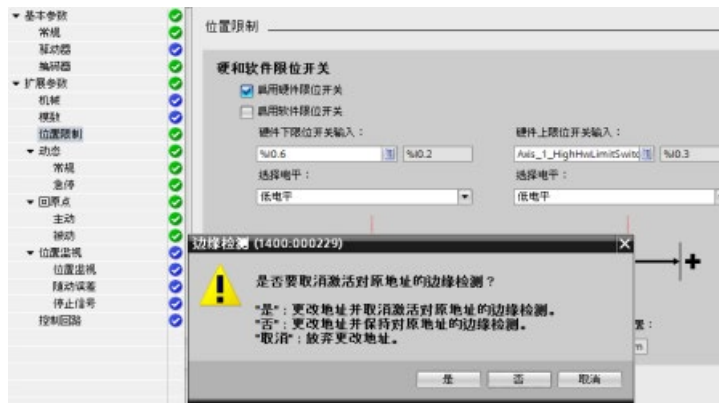 基本参数
常规
驱动器
编码器
扩展参数
机械
模数
位置限制
动态
常规
急停
回原点
主动
被动
位置监视
位置监视
随动误差
停止信号
控制回路
位置限制
硬和软件限位开关
启用硬件限位开关
启用软件限位开关
硬件下限位开关输入：
硬件上限位开关输入：
%I0.6
%I0.2
Axis_1_HighHwLimitSwitc
%I0.3
选择电平：
选择电平：
低电平
低电平
边缘检测 (1400:000229)
是否要取消激活对原地址的边缘检测？
"是"：更改地址并取消激活对原地址的边缘检测。
"否"：更改地址并保持对原地址的边缘检测。
"取消"：放弃更改地址。
是
否
取消
置：
m